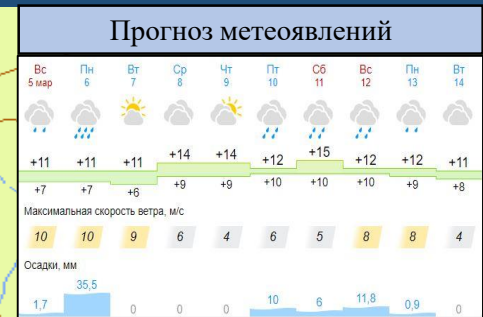 Прогноз метеоявлений
Вс Пн Вт Ср Чт Пт Сб Вс Пн Вт
5 мар 6 7 8 9 10 11 12 13 14
+11 +11 +11 +14 +14 +12 +15 +12 +12 +11
+7 +7 +6 +9 +9 +10 +10 +10 +9 +8
Максимальная скорость ветра, м/с
10 10 9 6 4 6 5 8 8 4
Осадки, мм
1,7 35,5 0 0 0 10 6 11,8 0,9 0